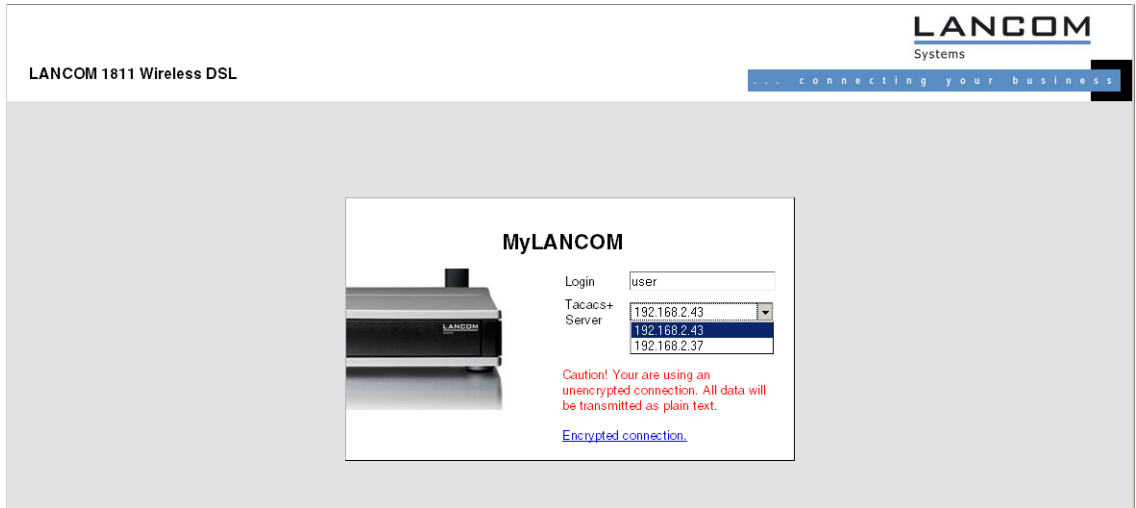 LANCOM
Systems
LANCOM 1811 Wireless DSL
... connecting your business
MyLANCOM
Login user
Tacacs+
Server
192.168.2.43
192.168.2.43
192.168.2.37
LANCOM
Caution! Your are using an
unencrypted connection. All data will
be transmitted as plain text.
Encrypted connection.